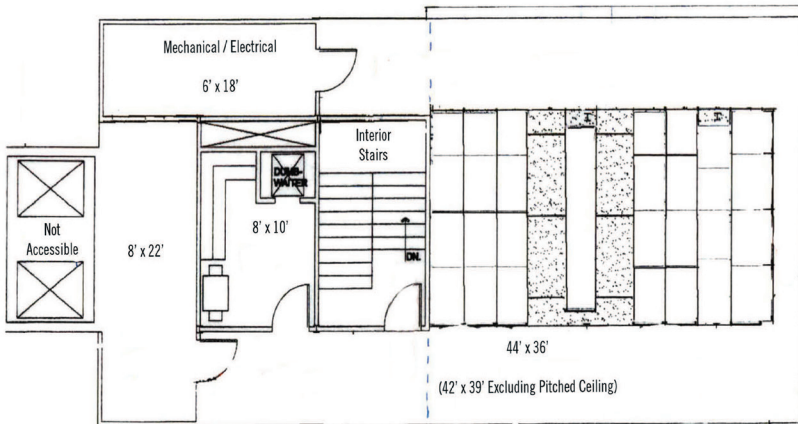 Mechanical / Electrical
6' x 18'
Interior
Stairs
DUMB-
WAITER
Not
Accessible
8' x 22'
8' x 10'
DN.
44' x 36'
(42' x 39' Excluding Pitched Ceiling)